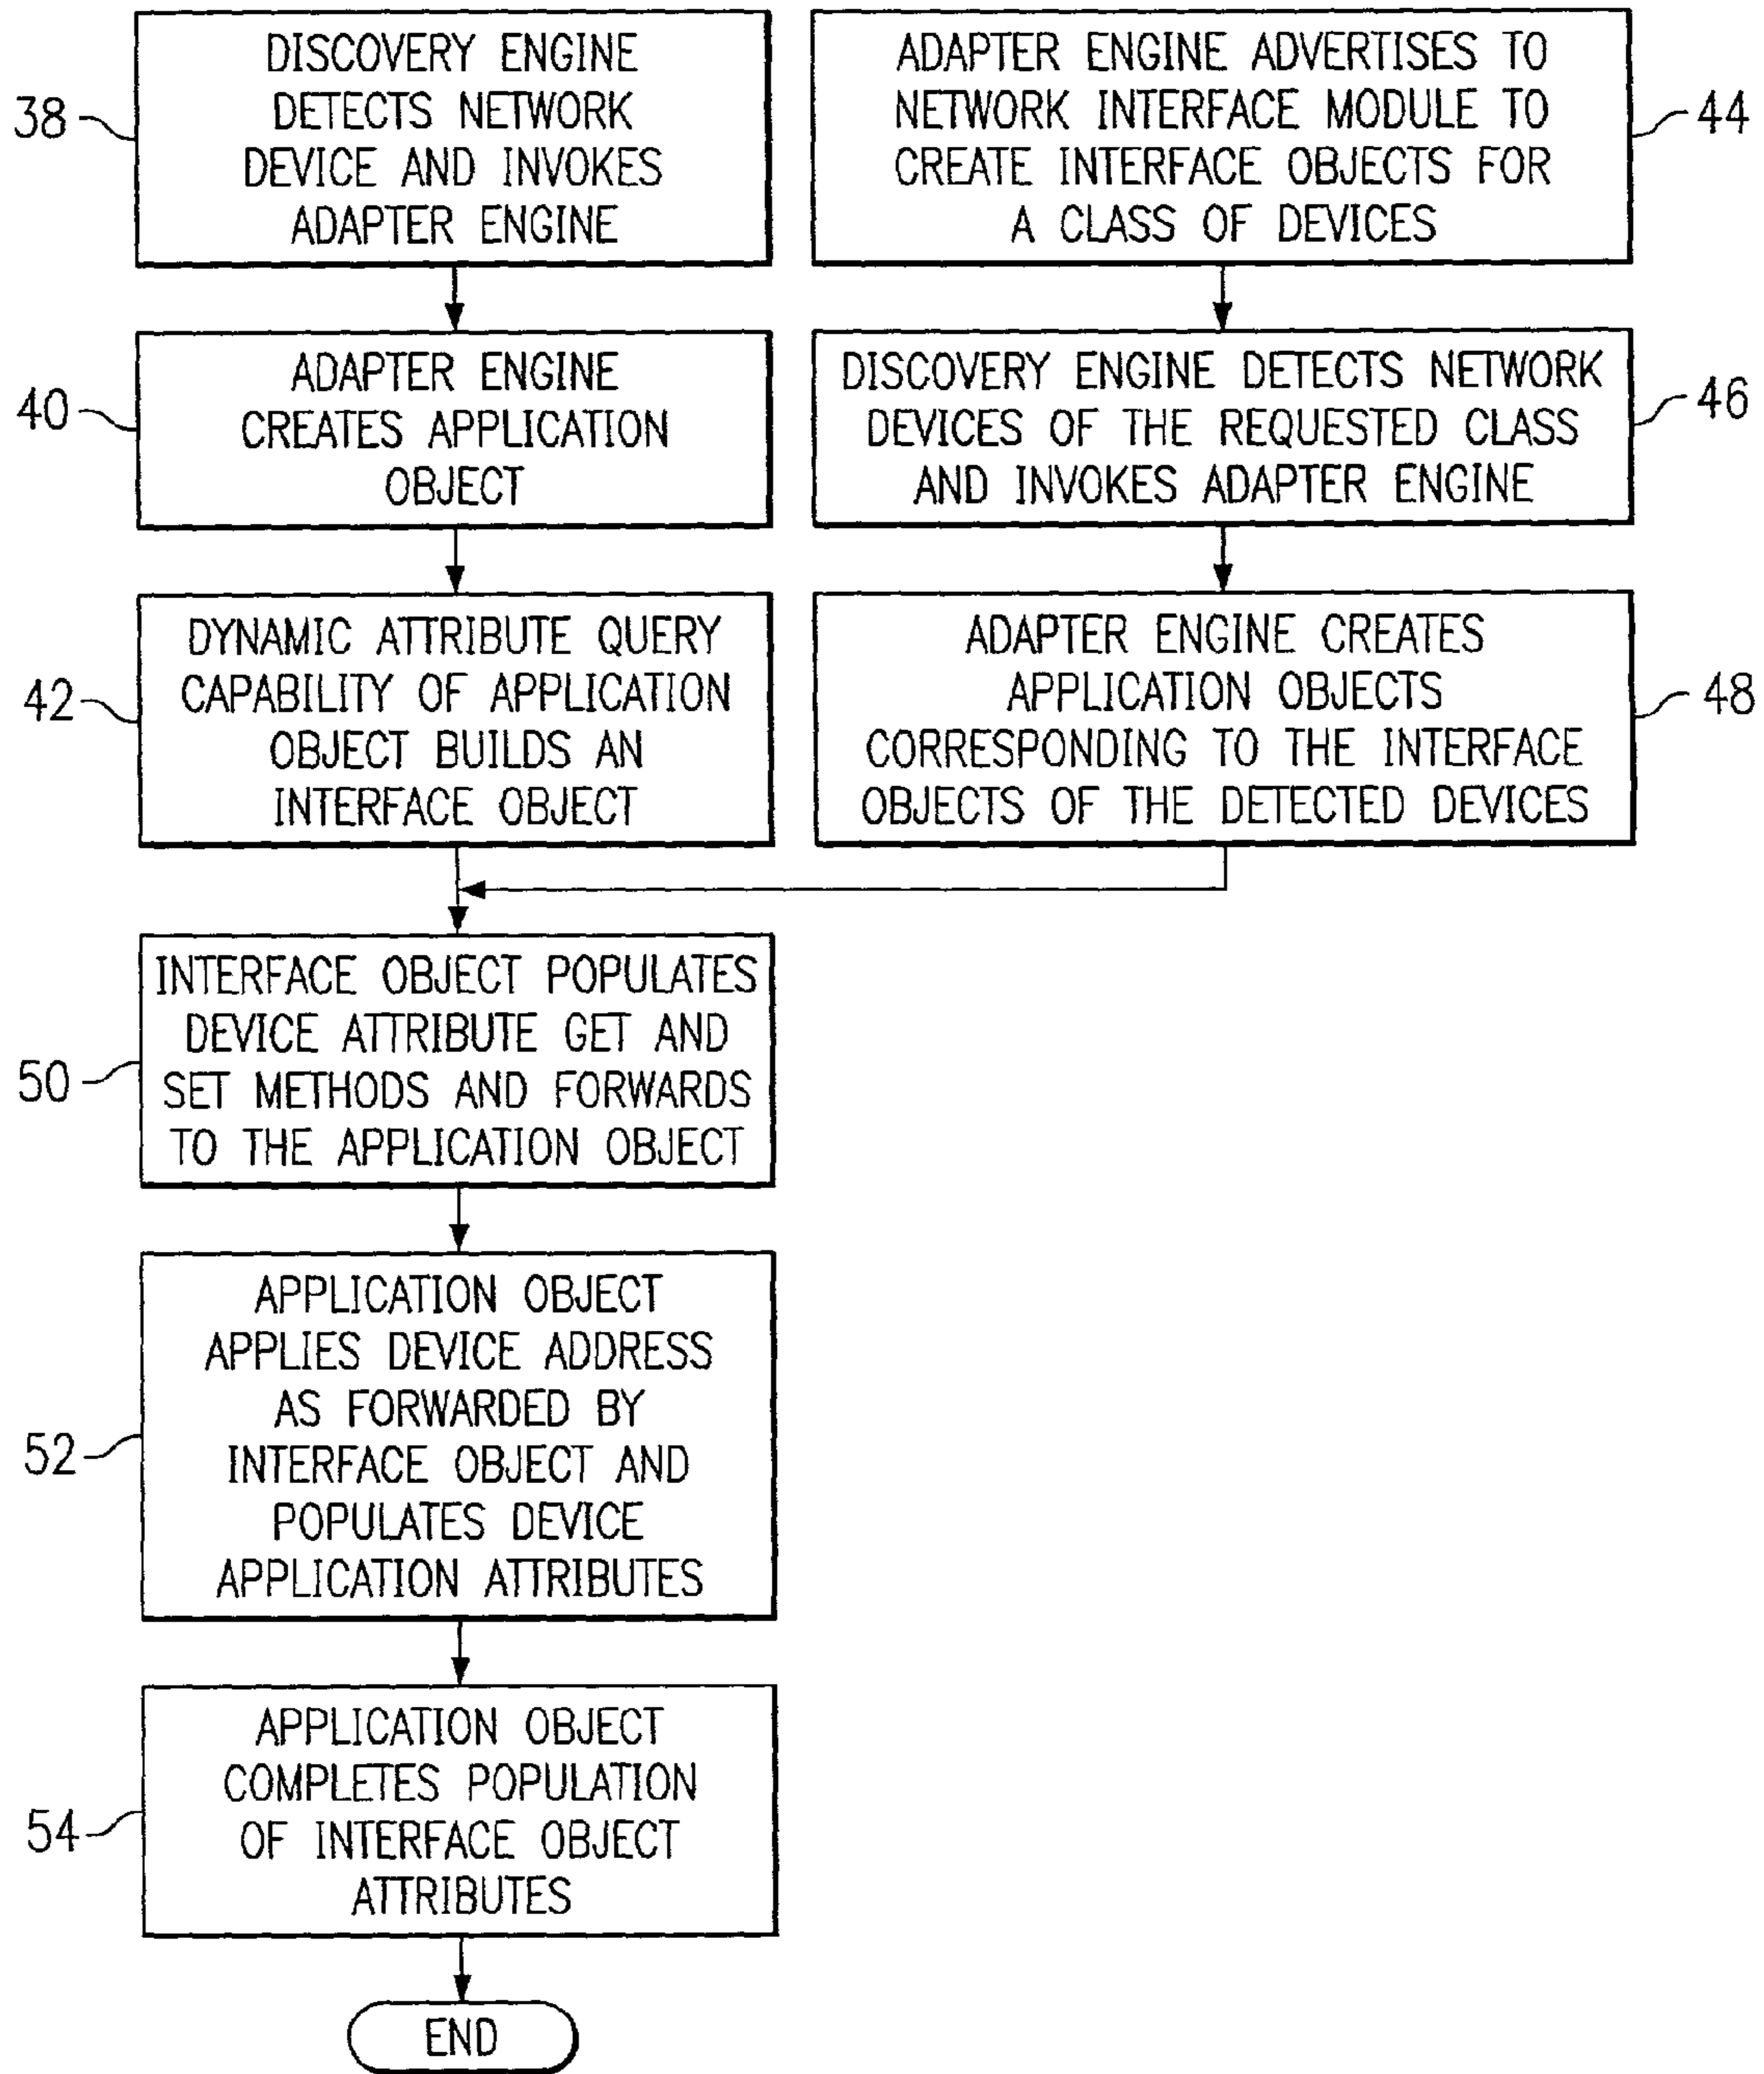 38
DISCOVERY ENGINE
DETECTS NETWORK
DEVICE AND INVOKES
ADAPTER ENGINE
ADAPTER ENGINE ADVERTISES TO
NETWORK INTERFACE MODULE TO
CREATE INTERFACE OBJECTS FOR
A CLASS OF DEVICES
44
40
ADAPTER ENGINE
CREATES APPLICATION
OBJECT
DISCOVERY ENGINE DETECTS NETWORK
DEVICES OF THE REQUESTED CLASS
AND INVOKES ADAPTER ENGINE
46
42
DYNAMIC ATTRIBUTE QUERY
CAPABILITY OF APPLICATION
OBJECT BUILDS AN
INTERFACE OBJECT
ADAPTER ENGINE CREATES
APPLICATION OBJECTS
CORRESPONDING TO THE INTERFACE
OBJECTS OF THE DETECTED DEVICES
48
50
INTERFACE OBJECT POPULATES
DEVICE ATTRIBUTE GET AND
SET METHODS AND FORWARDS
TO THE APPLICATION OBJECT
52
APPLICATION OBJECT
APPLIES DEVICE ADDRESS
AS FORWARDED BY
INTERFACE OBJECT AND
POPULATES DEVICE
APPLICATION ATTRIBUTES
54
APPLICATION OBJECT
COMPLETES POPULATION
OF INTERFACE OBJECT
ATTRIBUTES
END